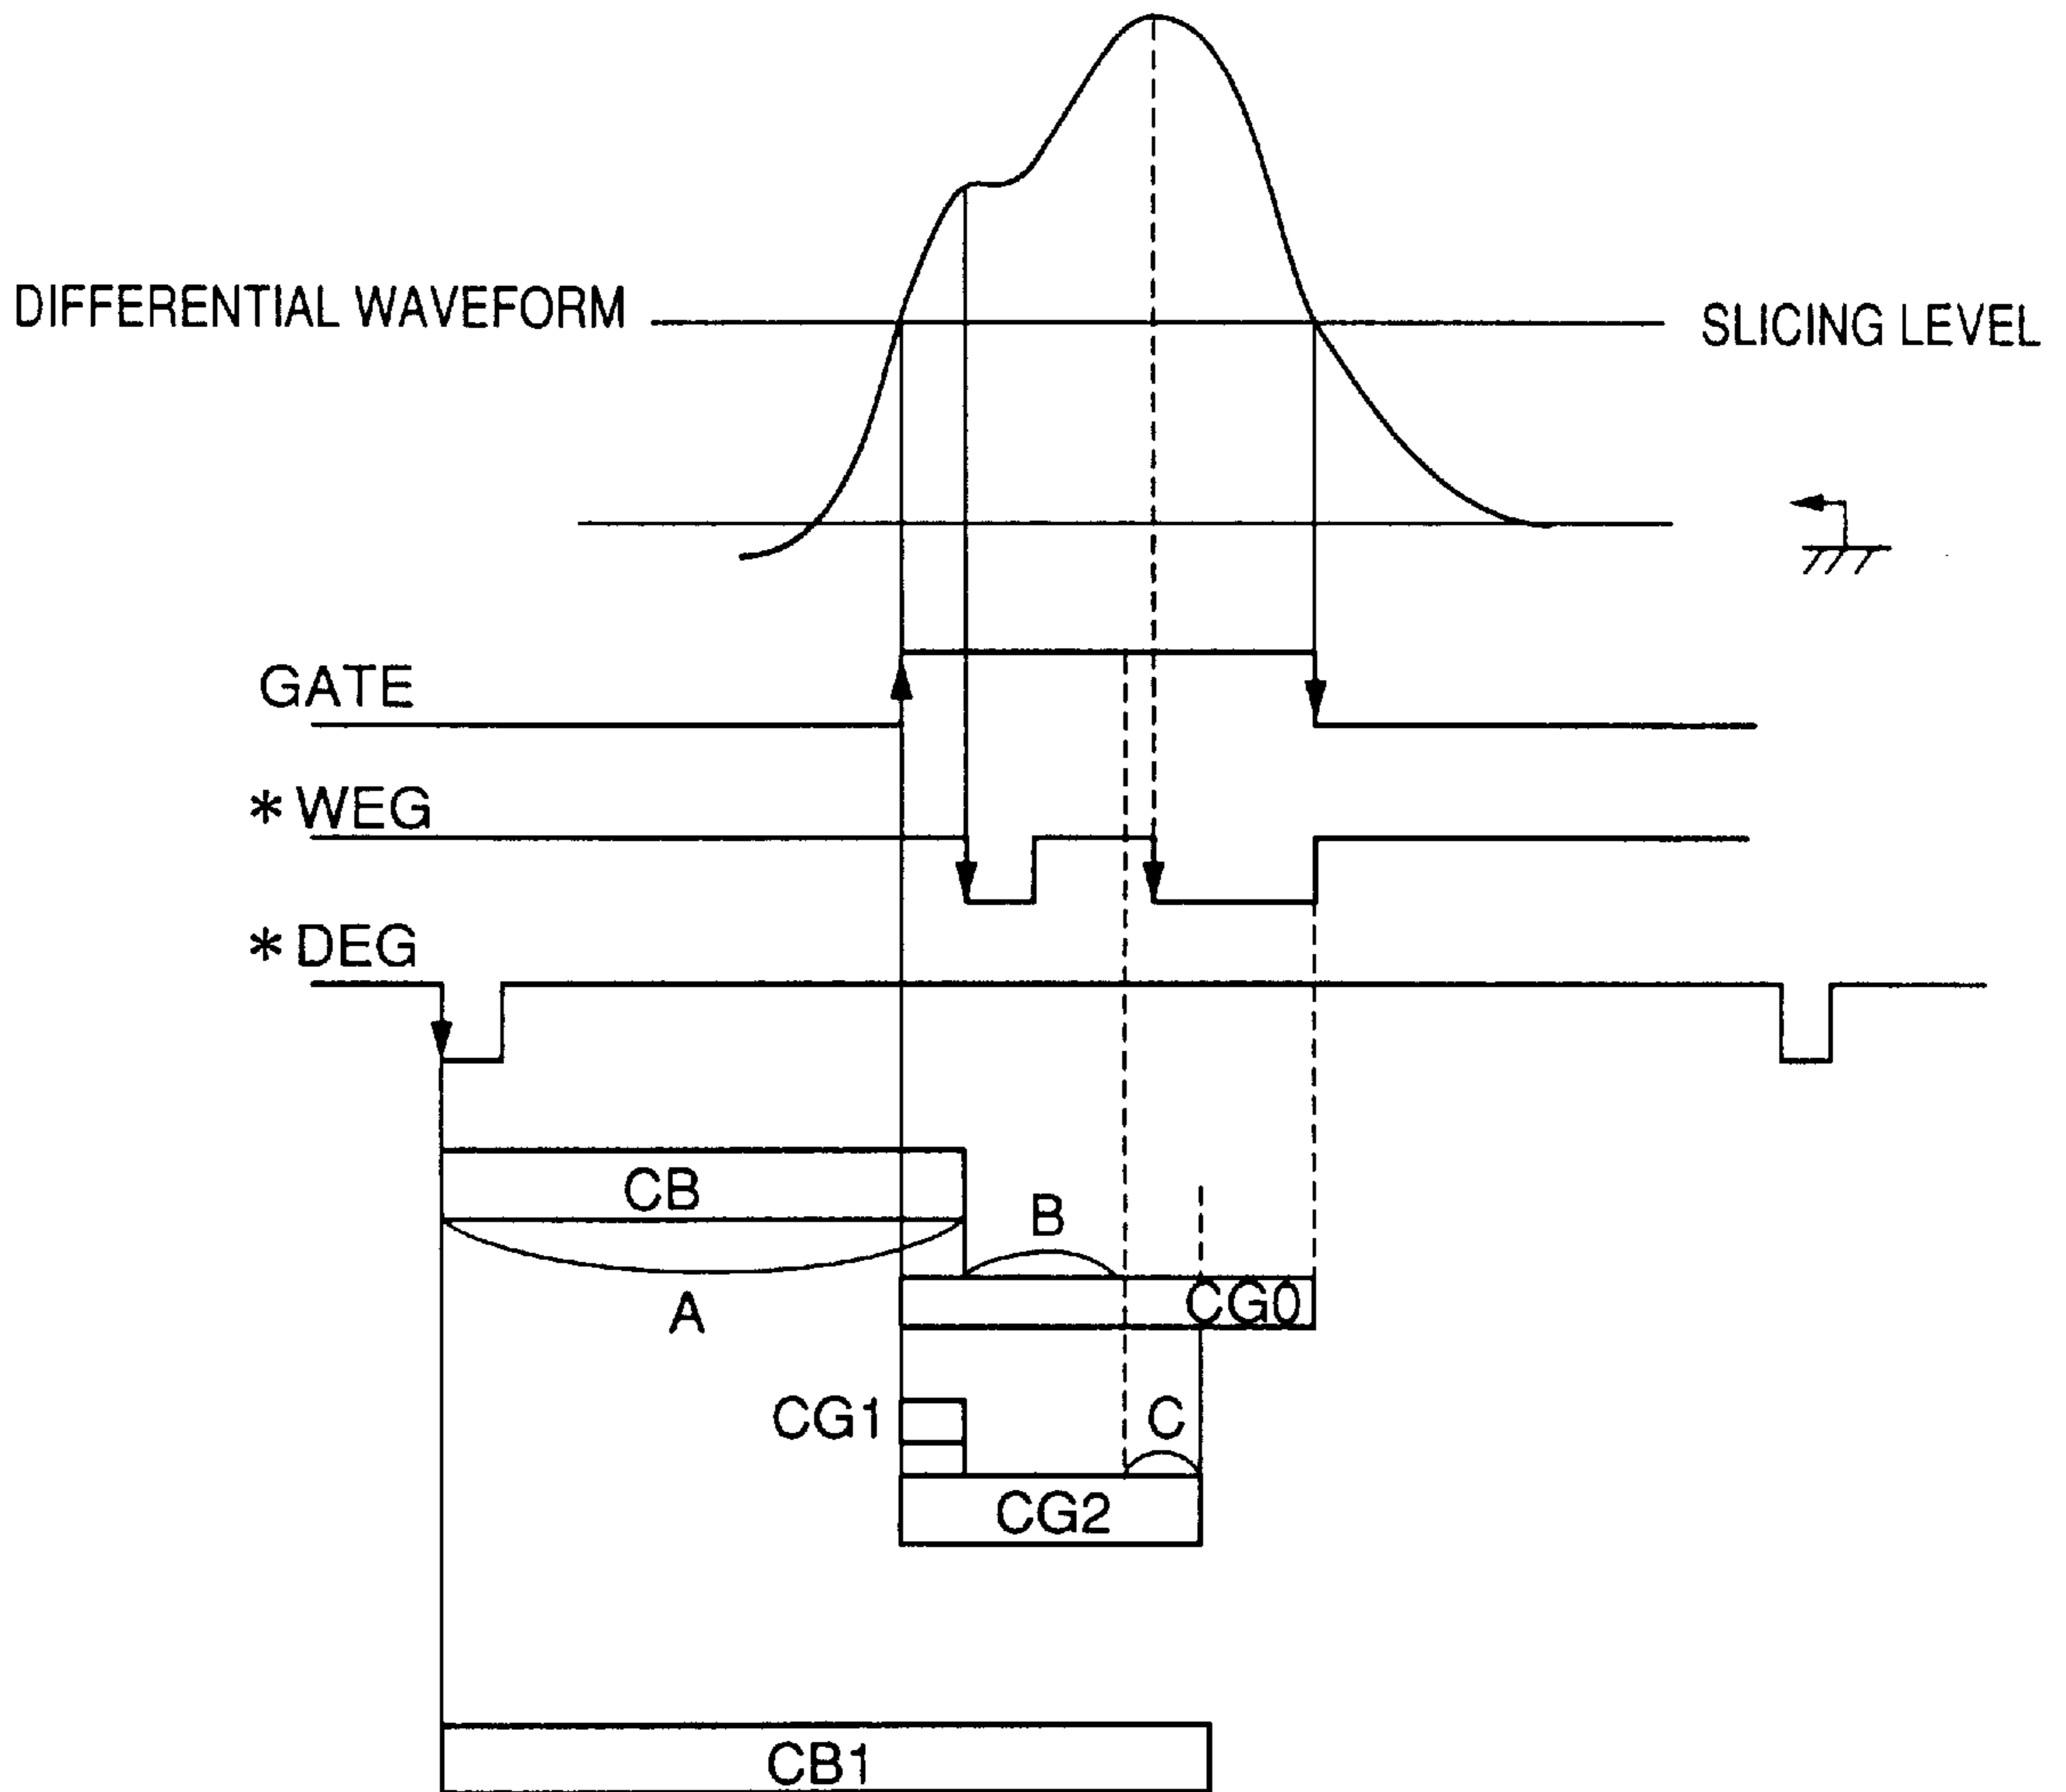 DIFFERENTIAL WAVEFORM
SLICING LEVEL
GATE
* WEG
* DEG
CB
A
B
CG0
CG1
C
CG2
CB1